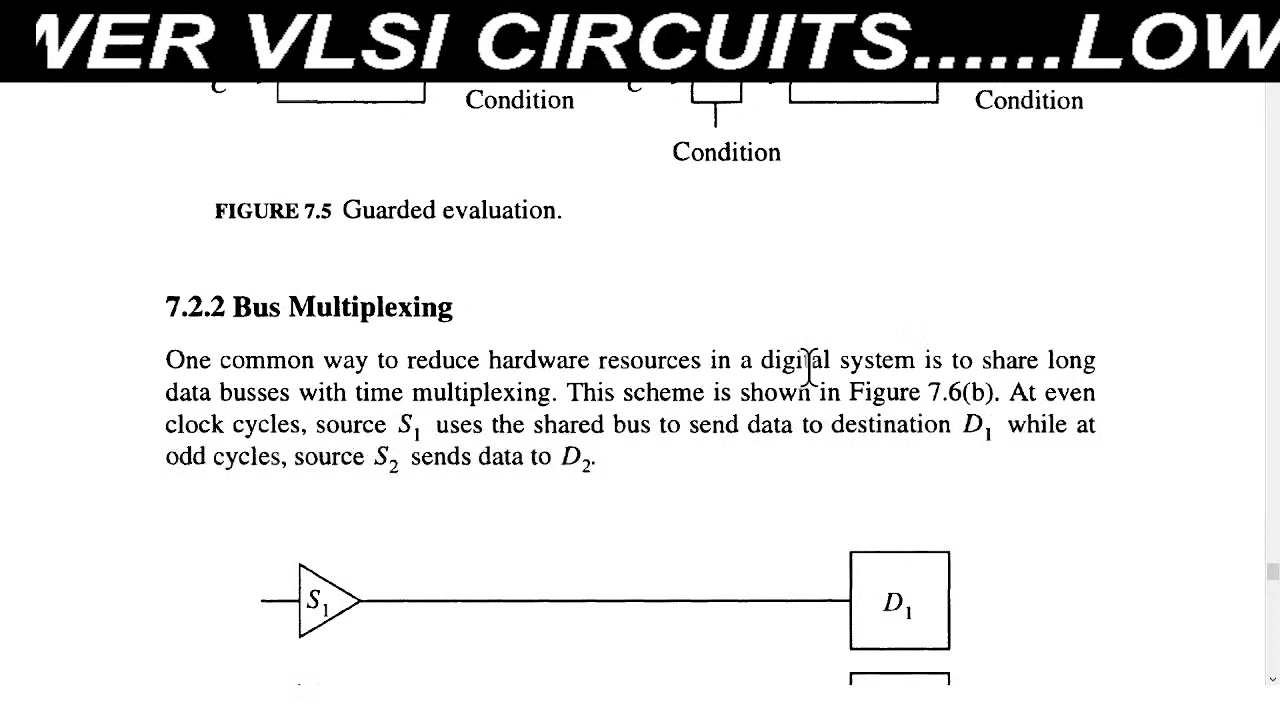 WER VLSI CIRCUITS......LOW
C Condition C Condition
Condition
FIGURE 7.5 Guarded evaluation.
7.2.2 Bus Multiplexing
One common way to reduce hardware resources in a digital system is to share long
data busses with time multiplexing. This scheme is shown in Figure 7.6(b). At even
clock cycles, source S1 uses the shared bus to send data to destination D1 while at
odd cycles, source S2 sends data to D2.
S1 D1